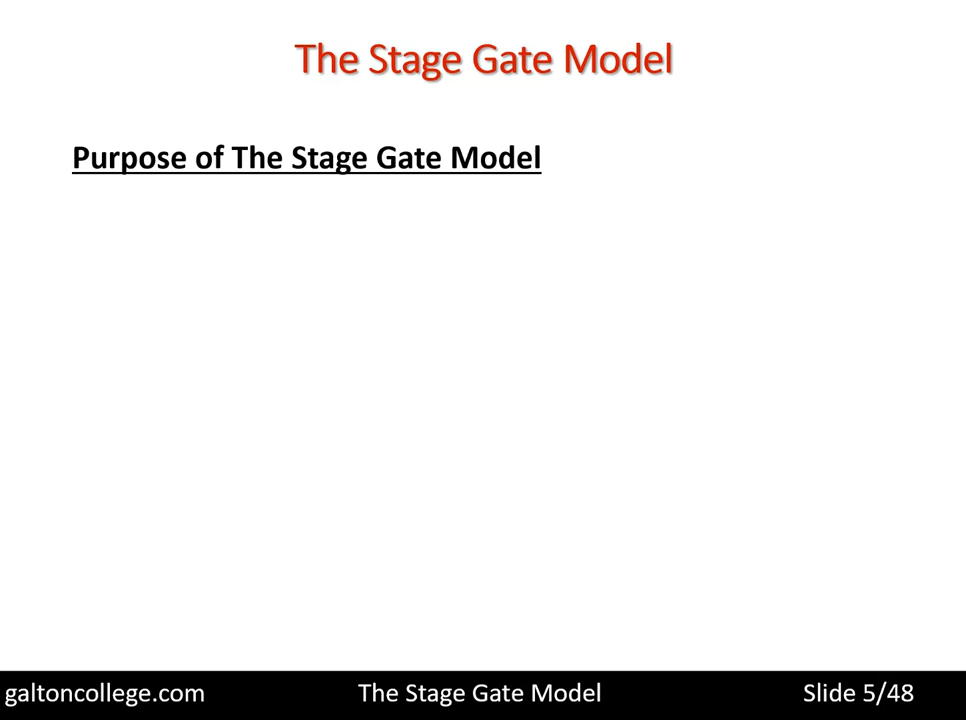 The Stage Gate Model
Purpose of The Stage Gate Model
galtoncollege.com The Stage Gate Model Slide 5/48